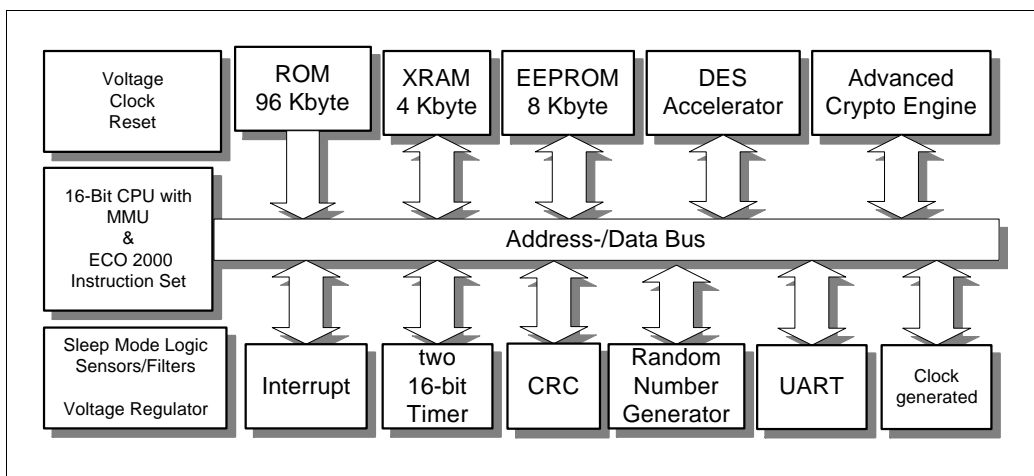 Voltage
Clock
Reset
ROM
96 Kbyte
XRAM
4 Kbyte
EEPROM
8 Kbyte
DES
Accelerator
Advanced
Crypto Engine
16-Bit CPU with
MMU
&
ECO 2000
Instruction Set
Address-/Data Bus
Sleep Mode Logic
Sensors/Filters
Voltage Regulator
Interrupt
two
16-bit
Timer
CRC
Random
Number
Generator
UART
Clock
generated